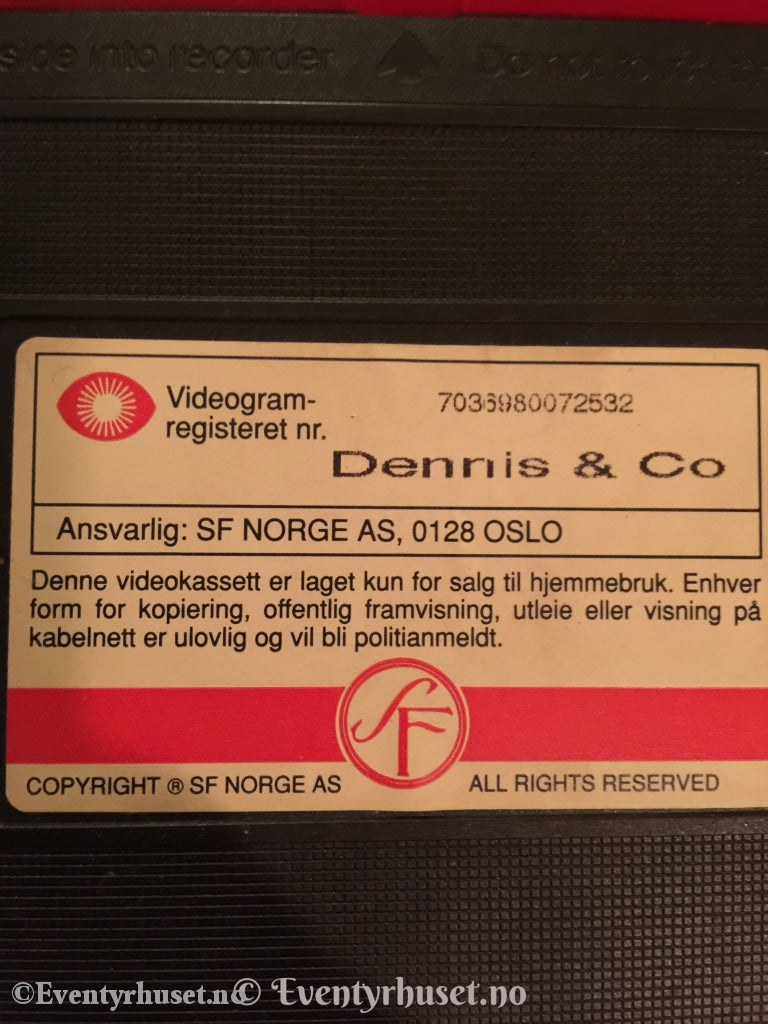 side into recorder Do not touch
Videogram-
registeret nr.
7036980072532
Dennis & Co
Ansvarlig: SF NORGE AS, 0128 OSLO
Denne videokassett er laget kun for salg til hjemmebruk. Enhver
form for kopiering, offentlig framvisning, utleie eller visning på
kabelnett er ulovlig og vil bli politianmeldt.
SF
COPYRIGHT ® SF NORGE AS ALL RIGHTS RESERVED
©Eventyrhuset.no © Eventyrhuset.no